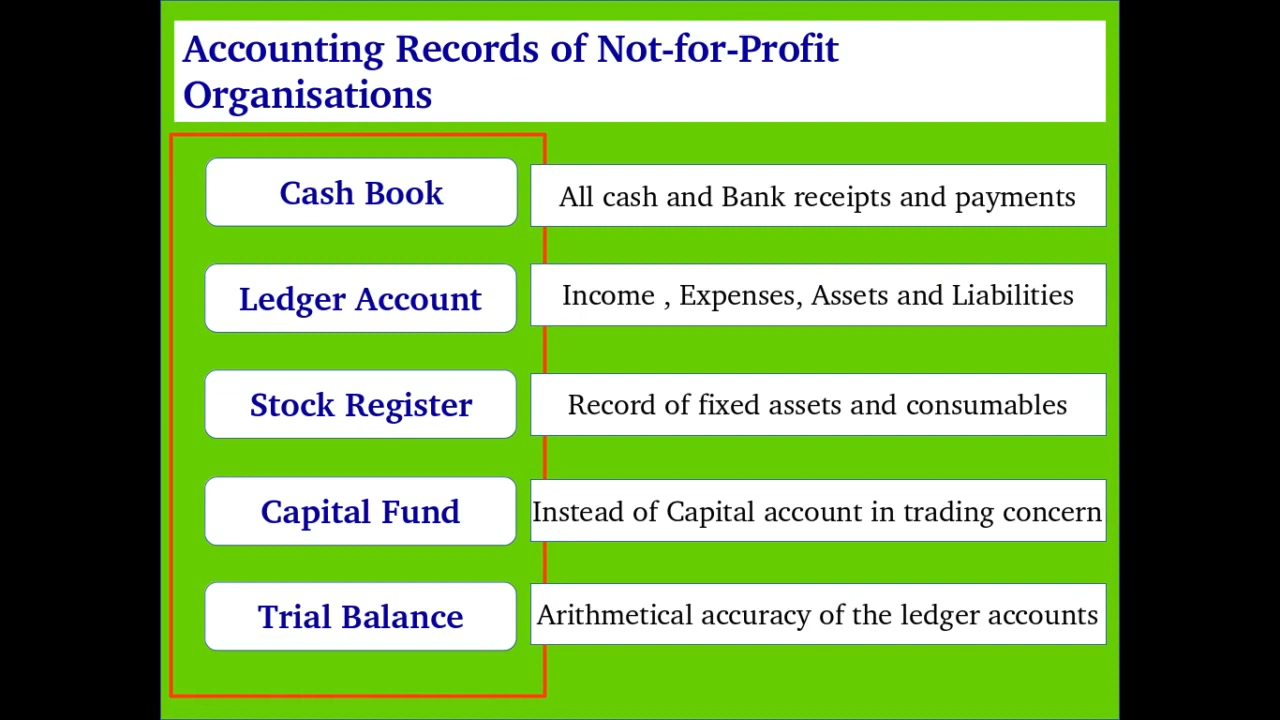 Accounting Records of Not-for-Profit
Organisations
Cash Book
All cash and Bank receipts and payments
Ledger Account
Income , Expenses, Assets and Liabilities
Stock Register
Record of fixed assets and consumables
Capital Fund
Instead of Capital account in trading concern
Trial Balance
Arithmetical accuracy of the ledger accounts